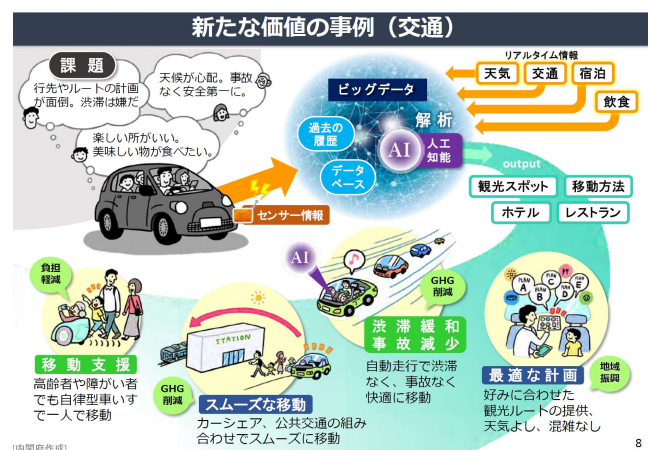 新たな価値の事例（交通）
課題
行先やルートの計画
が面倒。渋滞は嫌だ
天候が心配。事故
なく安全第一に。
楽しい所がいい。
美味しい物が食べたい。
センサー情報
ビッグデータ
解析
過去の
履歴
データ
ベース
AI
人工
知能
リアルタイム情報
天気
交通
宿泊
飲食
output
観光スポット
移動方法
ホテル
レストラン
負担
軽減
移動支援
高齢者や障がい者
でも自律型車いす
で一人で移動
STATION
GHG
削減
スムーズな移動
カーシェア、公共交通の組み
合わせでスムーズに移動
AI
GHG
削減
渋滞緩和
事故減少
自動走行で渋滞
なく、事故なく
快適に移動
PLAN
A
PLAN
B
PLAN
C
PLAN
D
PLAN
E
最適な計画
地域
振興
好みに合わせた
観光ルートの提供、
天気よし、混雑なし
[内閣府作成]
8